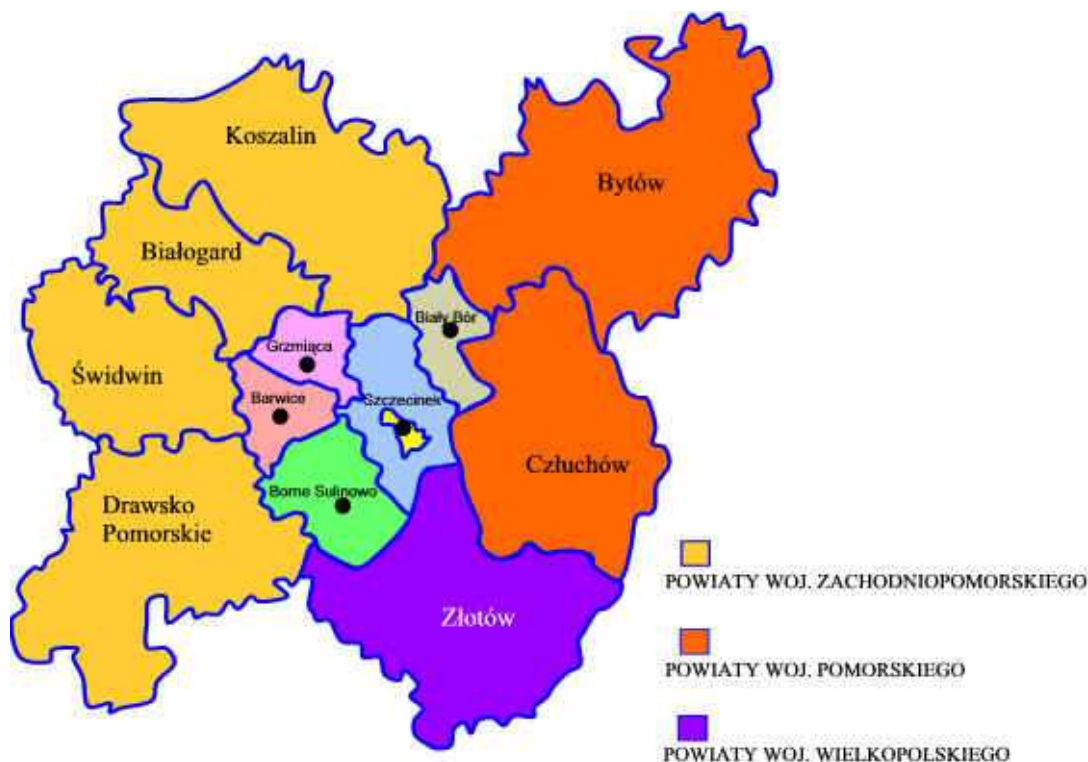 Koszalin
Bytów
Białogard
Biały Bór
Grzmiąca
Świdwin
Barwice
Szczecinek
Człuchów
Borne Sulinowo
Drawsko
Pomorskie
POWIATY WOJ. ZACHODNIOPOMORSKIEGO
Złotów
POWIATY WOJ. POMORSKIEGO
POWIATY WOJ. WIELKOPOLSKIEGO